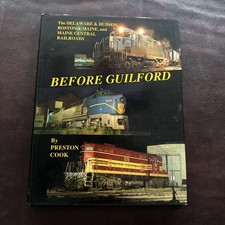 The DELAWARE & HUDSON,
BOSTON & MAINE, and
MAINE CENTRAL
RAILROADS
BEFORE GUILFORD
By
PRESTON
COOK